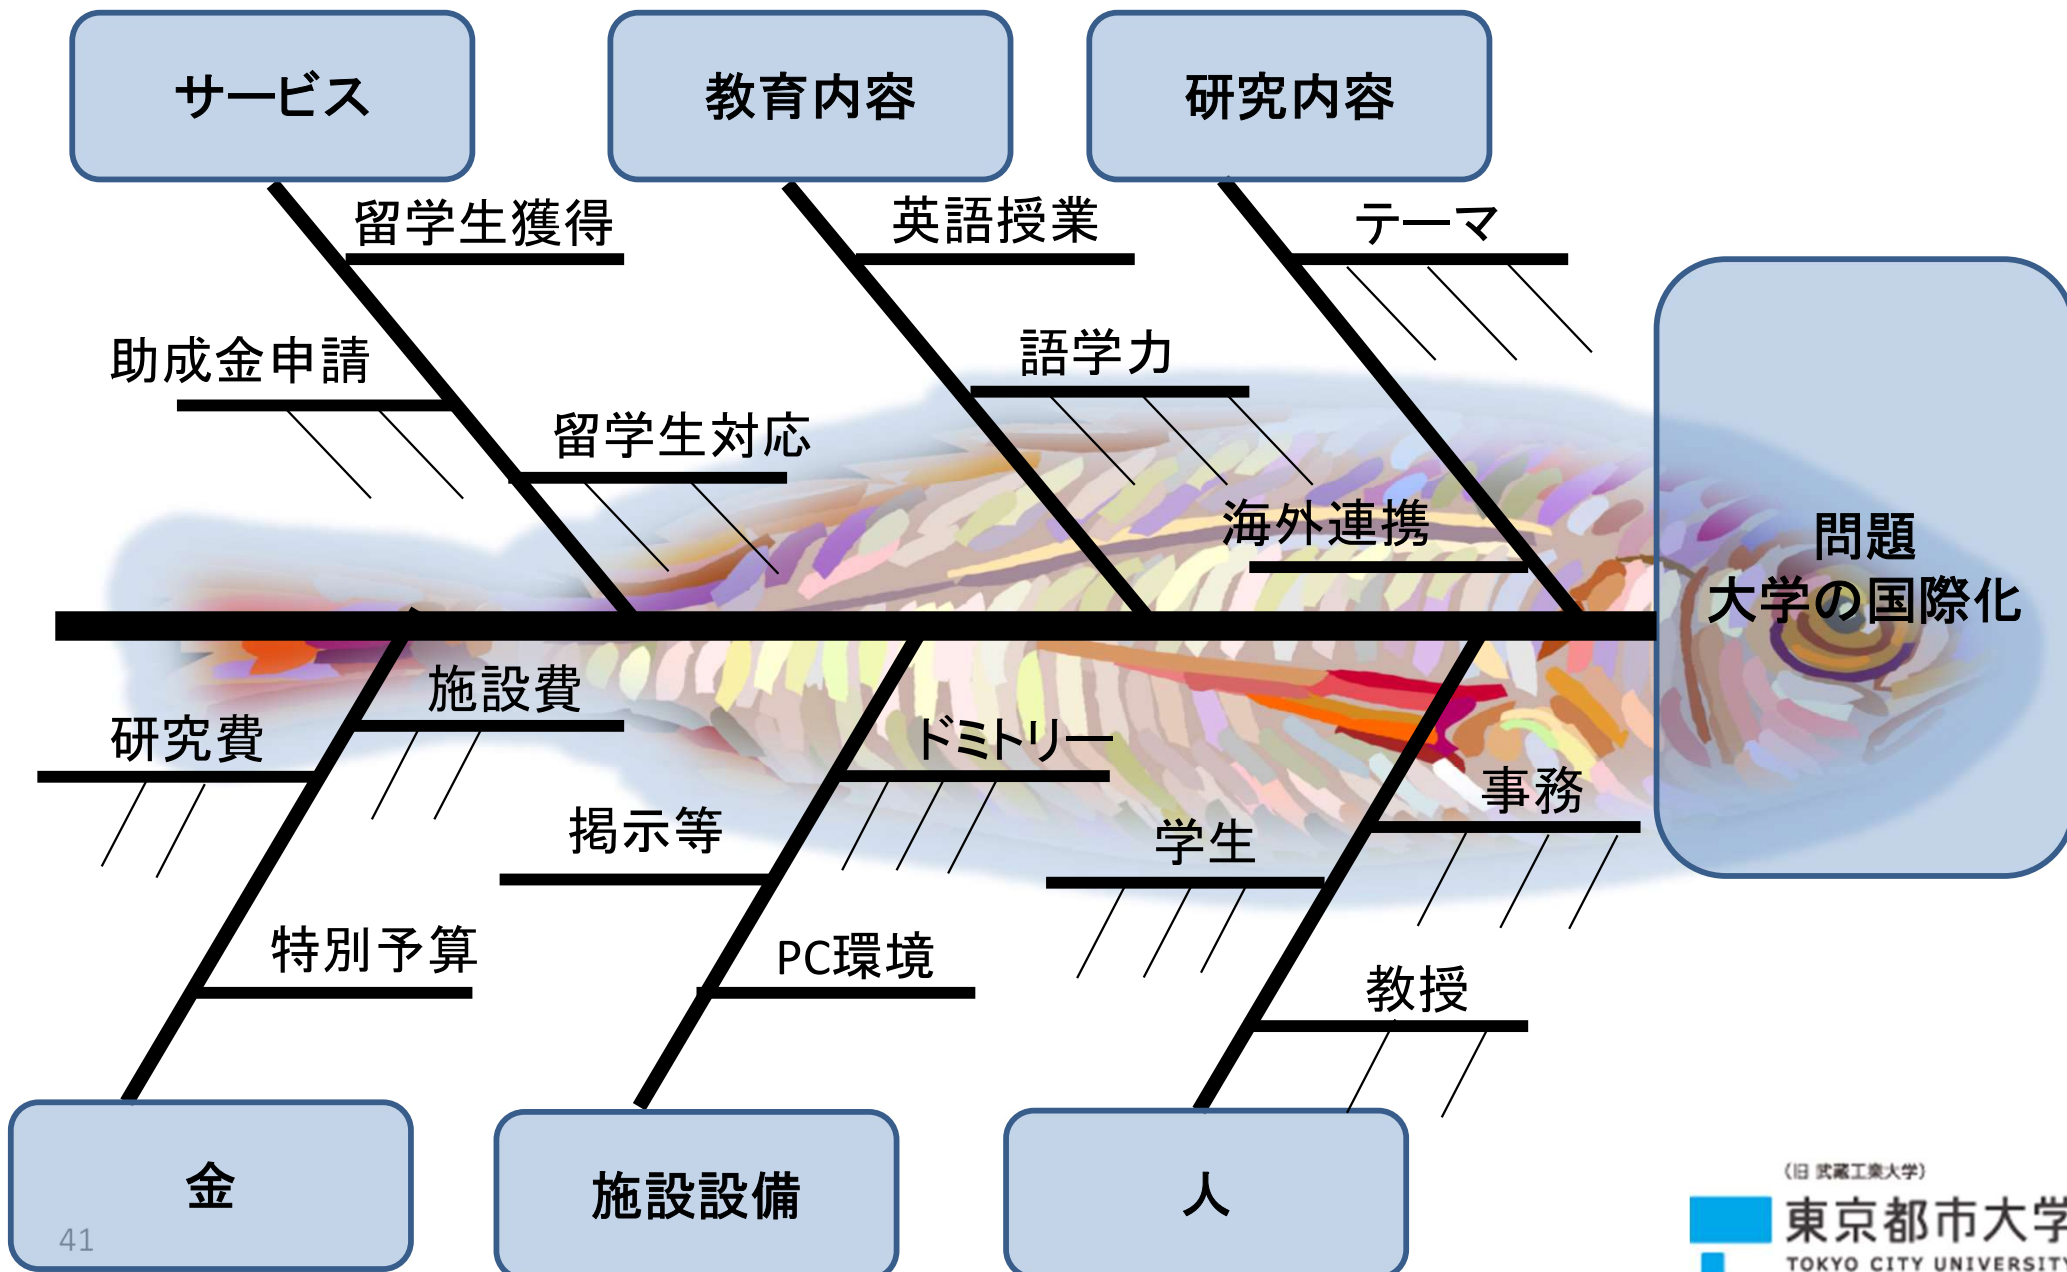 サービス
教育内容
研究内容
留学生獲得
英語授業
テーマ
助成金申請
語学力
留学生対応
海外連携
問題
大学の国際化
施設費
研究費
ドミトリー
事務
掲示等
学生
特別予算
PC環境
教授
金
施設設備
人
41
（旧 武蔵工業大学）
東京都市大学
TOKYO CITY UNIVERSITY